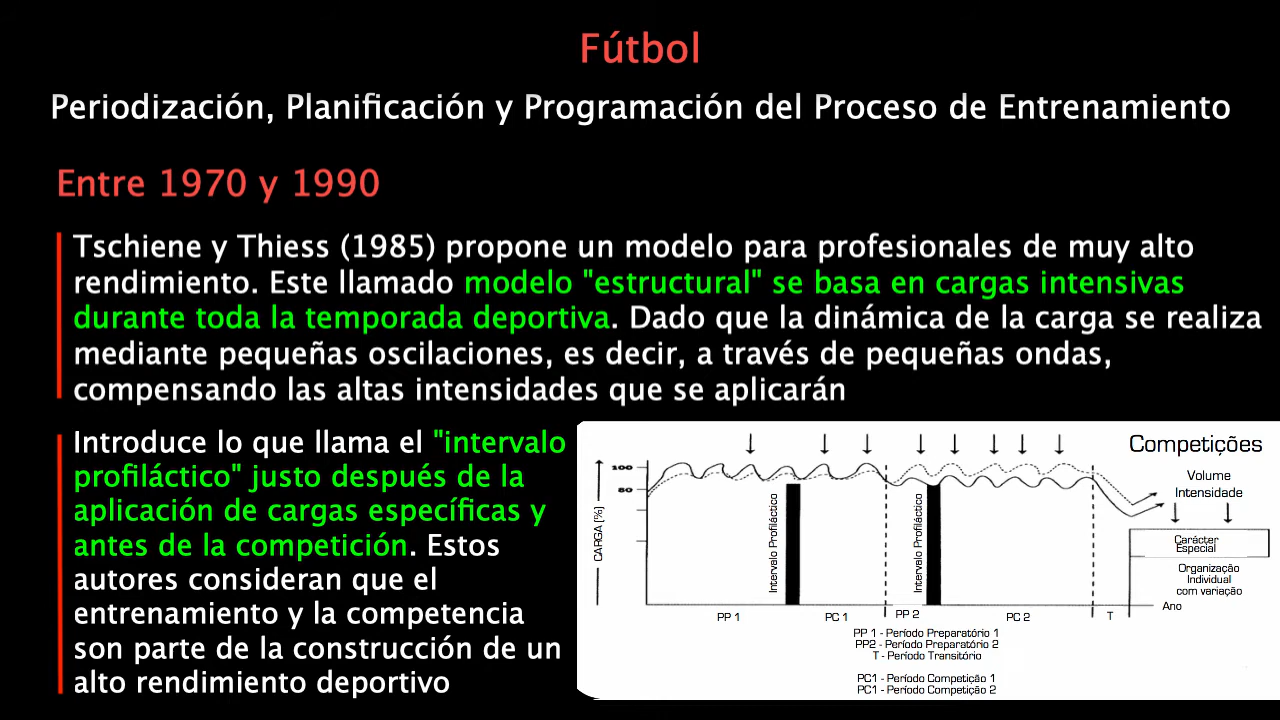 Fútbol
Periodización, Planificación y Programación del Proceso de Entrenamiento
Entre 1970 y 1990
Tschiene y Thiess (1985) propone un modelo para profesionales de muy alto
rendimiento. Este llamado modelo "estructural" se basa en cargas intensivas
durante toda la temporada deportiva. Dado que la dinámica de la carga se realiza
mediante pequeñas oscilaciones, es decir, a través de pequeñas ondas,
compensando las altas intensidades que se aplicarán
Introduce lo que llama el "intervalo
profiláctico" justo después de la
aplicación de cargas específicas y
antes de la competición. Estos
autores consideran que el
entrenamiento y la competencia
son parte de la construcción de un
alto rendimiento deportivo
Competições
Volume
Intensidade
100
80
CARGA (%)
Intervalo Profiláctico
Intervalo Profiláctico
Carácter
Especial
Organização
Individual
com variação
Ano
PP 1
PC 1
PP 2
PC 2
T
PP 1 - Período Preparatório 1
PP2 - Período Preparatório 2
T - Período Transitório
PC1 - Período Competição 1
PC1 - Período Competição 2